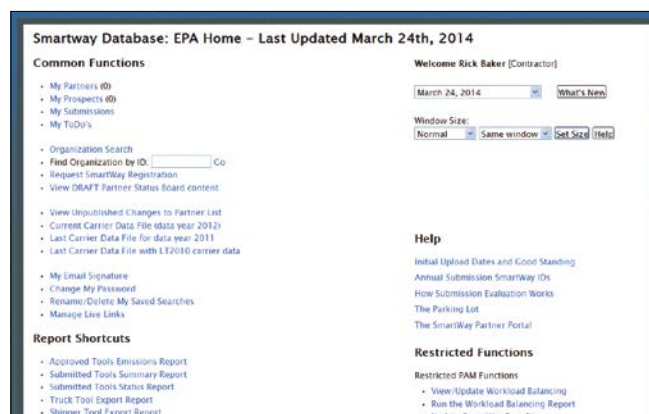 Smartway Database: EPA Home – Last Updated March 24th, 2014
Common Functions
My Partners (0)
My Prospects (0)
My Submissions
My ToDo's
Organization Search
Find Organization by ID: Go
Request SmartWay Registration
View DRAFT Partner Status Board content
View Unpublished Changes to Partner List
Current Carrier Data File (data year 2012)
Last Carrier Data File for data year 2011
Last Carrier Data File with LT2010 carrier data
My Email Signature
Change My Password
Rename/Delete My Saved Searches
Manage Live Links
Report Shortcuts
Approved Tools Emissions Report
Submitted Tools Summary Report
Submitted Tools Status Report
Truck Tool Export Report
Shipper Tool Export Report
Welcome Rick Baker [Contractor]
March 24, 2014 What's New
Window Size:
Normal Same window Set Size Help
Help
Initial Upload Dates and Good Standing
Annual Submission SmartWay IDs
How Submission Evaluation Works
The Parking Lot
The SmartWay Partner Portal
Restricted Functions
Restricted PAM Functions
View/Update Workload Balancing
Run the Workload Balancing Report